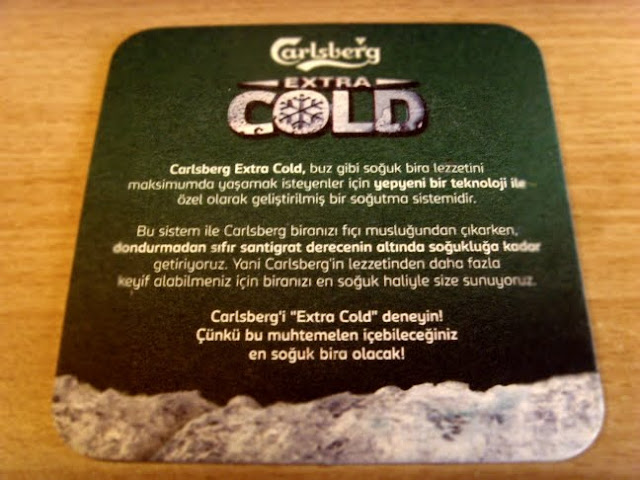 Carlsberg
EXTRA
COLD
Carlsberg Extra Cold, buz gibi soğuk bira lezzetini
maksimumda yaşamak isteyenler için yepyeni bir teknoloji ile
özel olarak geliştirilmiş bir soğutma sistemidir.
Bu sistem ile Carlsberg biranızı fıçı musluğundan çıkarken,
dondurmadan sıfır santigrat derecenin altında soğukluğa kadar
getiriyoruz. Yani Carlsberg'in lezzetinden daha fazla
keyif alabilmeniz için biranızı en soğuk haliyle size sunuyoruz.
Carlsberg'i "Extra Cold" deneyin!
Çünkü bu muhtemelen içebileceğiniz
en soğuk bira olacak!